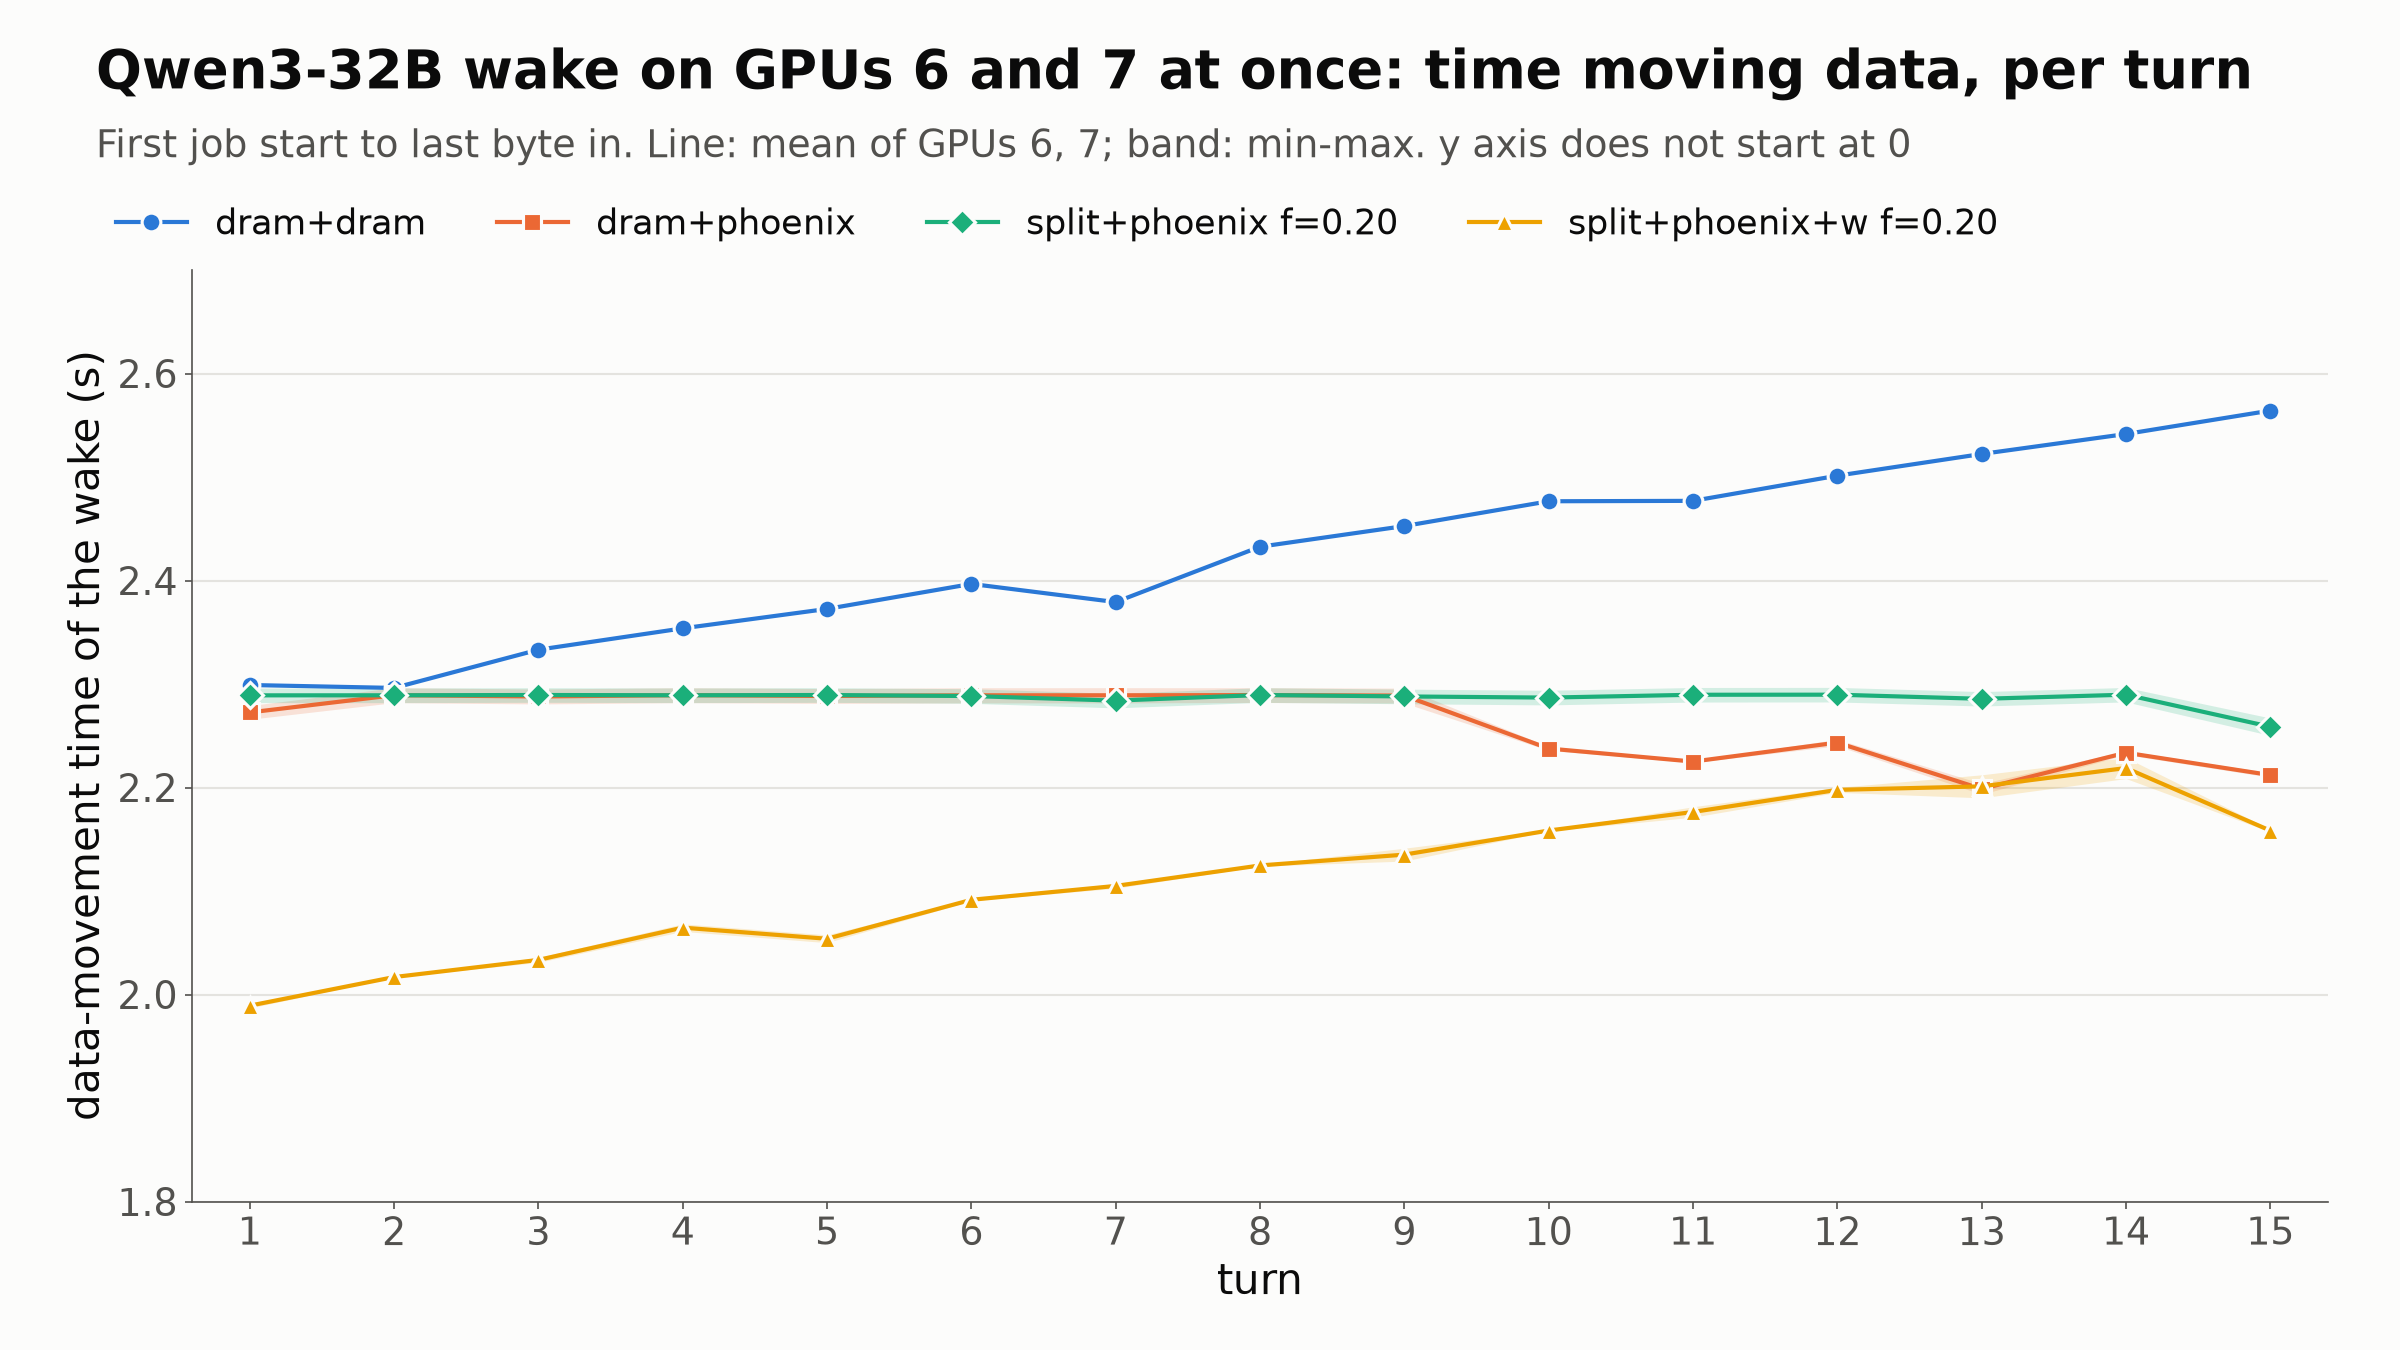 Qwen3-32B wake on GPUs 6 and 7 at once: time moving data, per turn
First job start to last byte in. Line: mean of GPUs 6, 7; band: min-max. y axis does not start at 0
dram+dram
dram+phoenix
split+phoenix f=0.20
split+phoenix+w f=0.20
data-movement time of the wake (s)
2.6
2.4
2.2
2.0
1.8
1 2 3 4 5 6 7 8 9 10 11 12 13 14 15
turn